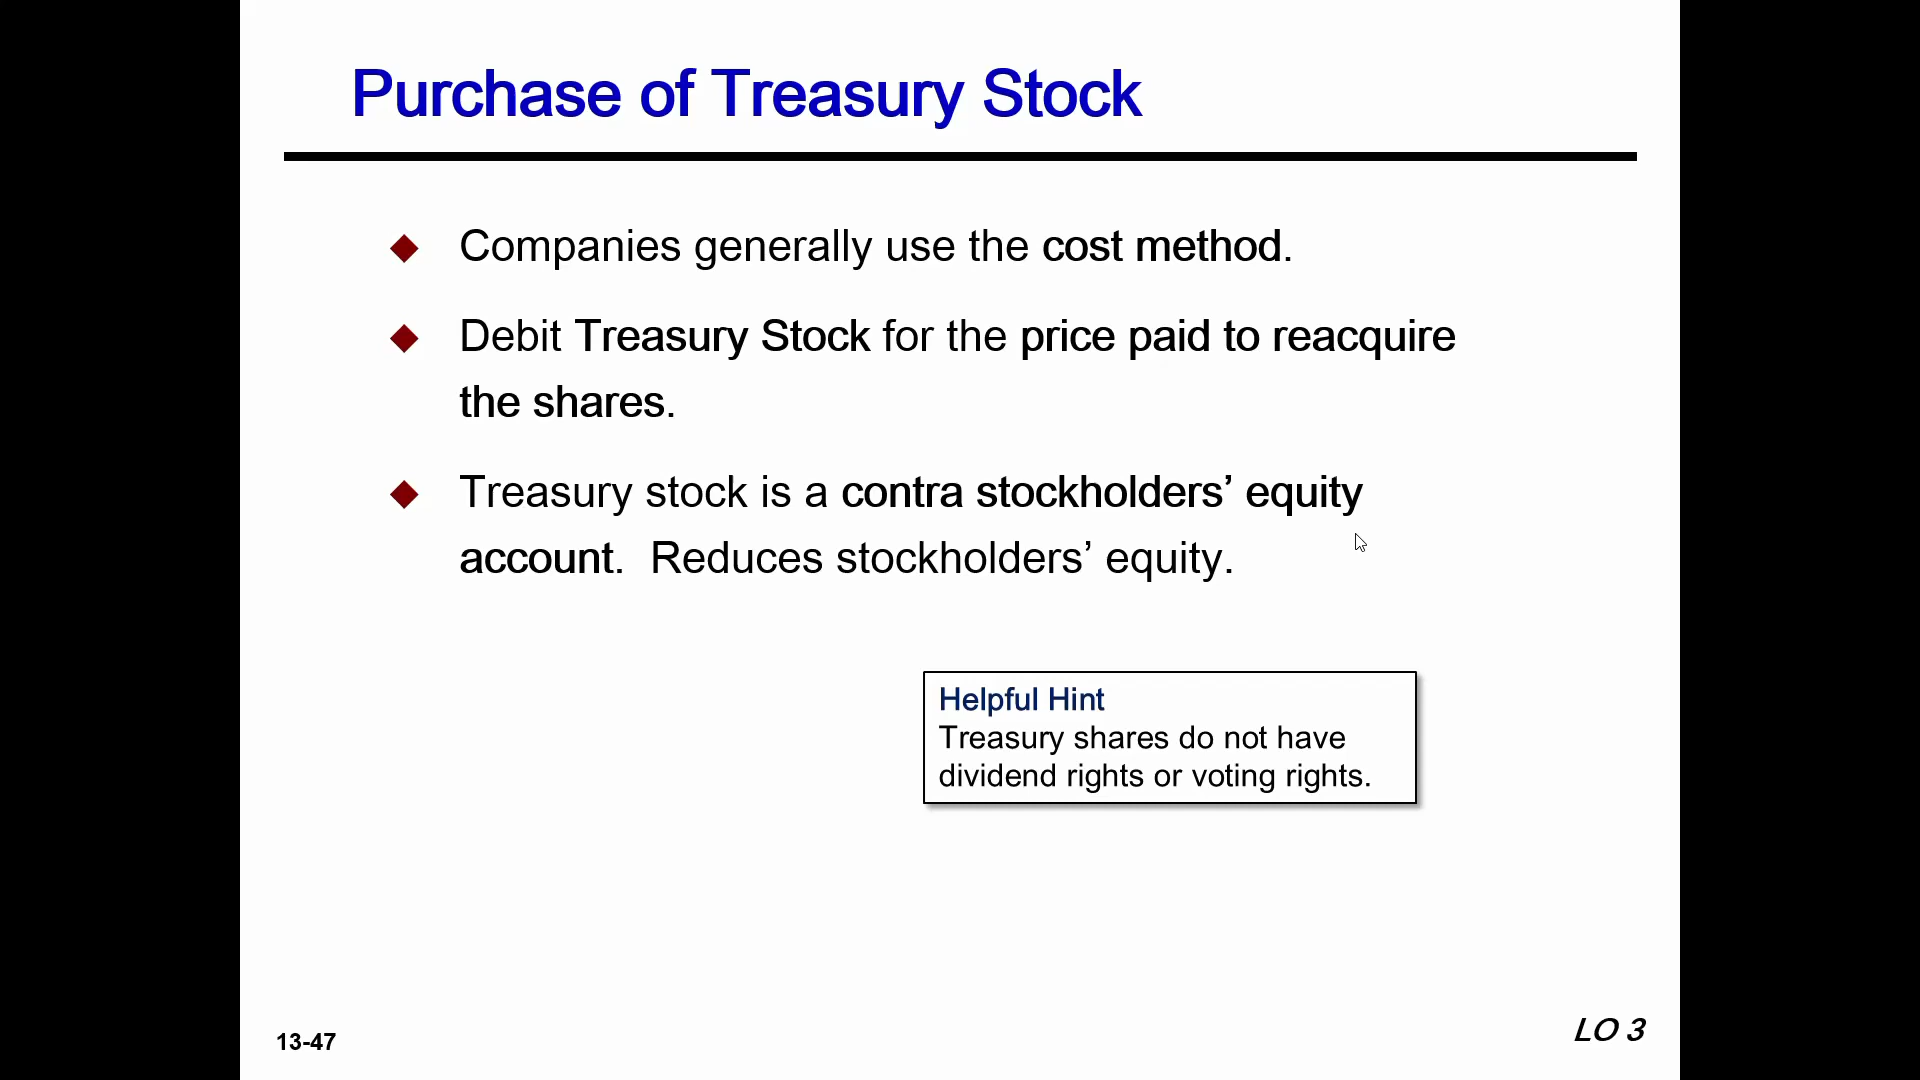 Purchase of Treasury Stock
Companies generally use the cost method.
Debit Treasury Stock for the price paid to reacquire
the shares.
Treasury stock is a contra stockholders’ equity
account.  Reduces stockholders’ equity.
Helpful Hint
Treasury shares do not have
dividend rights or voting rights.
13-47
LO 3